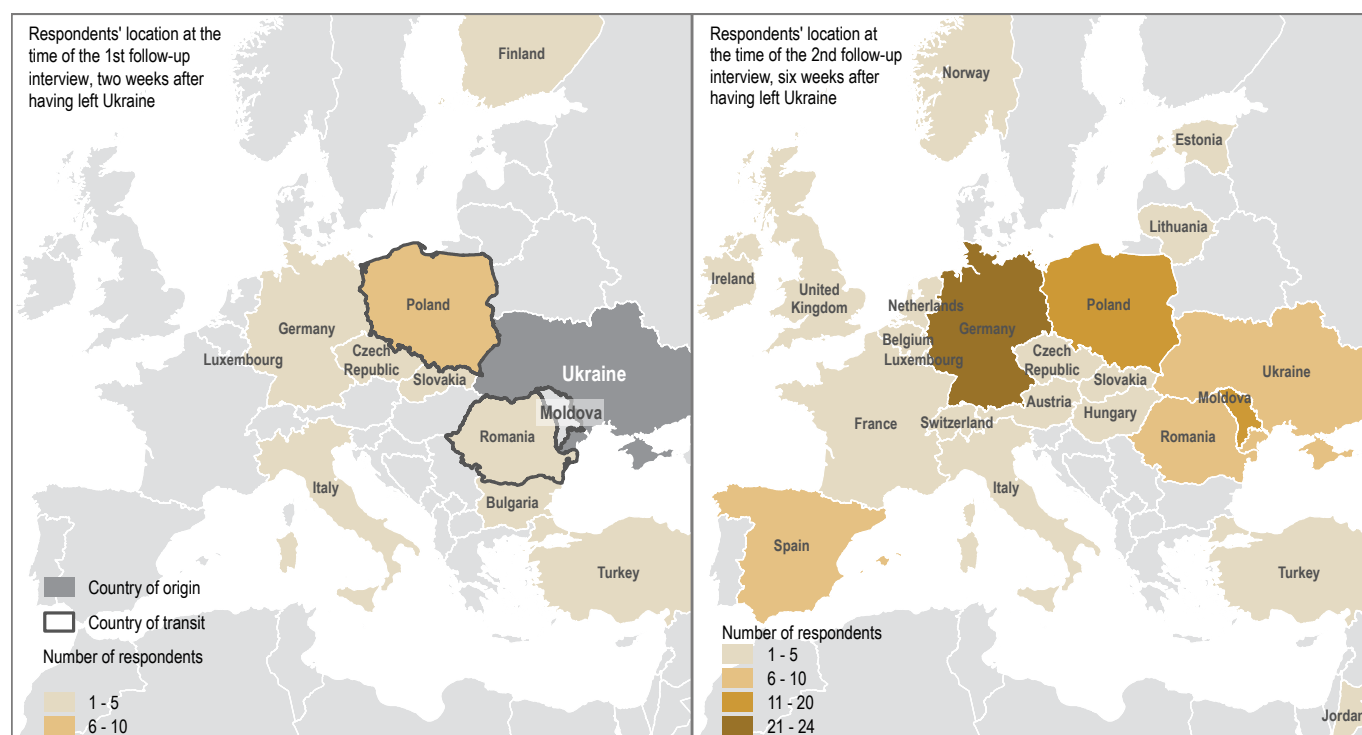 Respondents' location at the
time of the 1st follow-up
interview, two weeks after
having left Ukraine
Finland
Germany
Poland
Luxembourg
Czech
Republic
Slovakia
Ukraine
Moldova
Romania
Italy
Bulgaria
Turkey
Country of origin
Country of transit
Number of respondents
1 - 5
6 - 10
Respondents' location at
the time of the 2nd follow-up
interview, six weeks after
having left Ukraine
Norway
Estonia
Lithuania
Ireland
United
Kingdom
Netherlands
Poland
Germany
Belgium
Luxembourg
Czech
Republic
Slovakia
Ukraine
Austria
Moldova
Hungary
France
Switzerland
Romania
Italy
Spain
Turkey
Number of respondents
1 - 5
6 - 10
11 - 20
21 - 24
Jordan